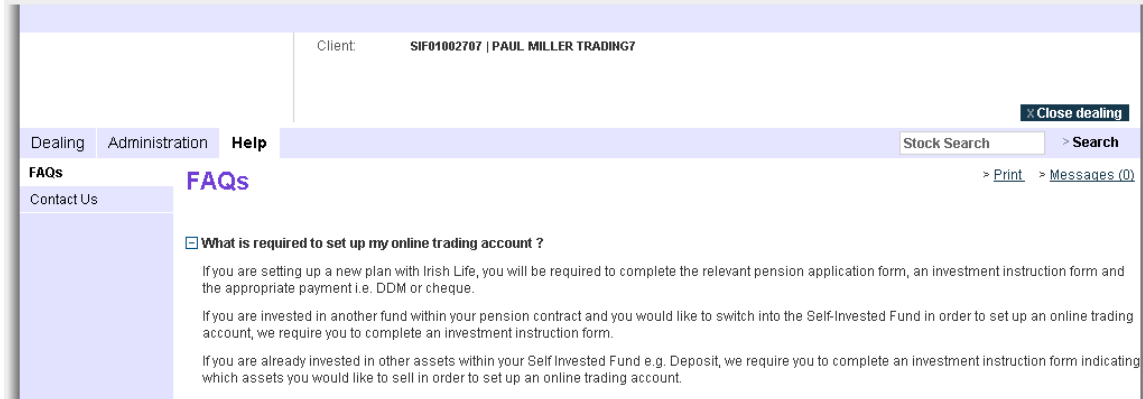 Client: SIF01002707 | PAUL MILLER TRADING7
X Close dealing
Dealing Administration Help Stock Search > Search
FAQs
Contact Us
FAQs
> Print > Messages (0)
What is required to set up my online trading account ?
If you are setting up a new plan with Irish Life, you will be required to complete the relevant pension application form, an investment instruction form and
the appropriate payment i.e. DDM or cheque.
If you are invested in another fund within your pension contract and you would like to switch into the Self-Invested Fund in order to set up an online trading
account, we require you to complete an investment instruction form.
If you are already invested in other assets within your Self Invested Fund e.g. Deposit, we require you to complete an investment instruction form indicating
which assets you would like to sell in order to set up an online trading account.